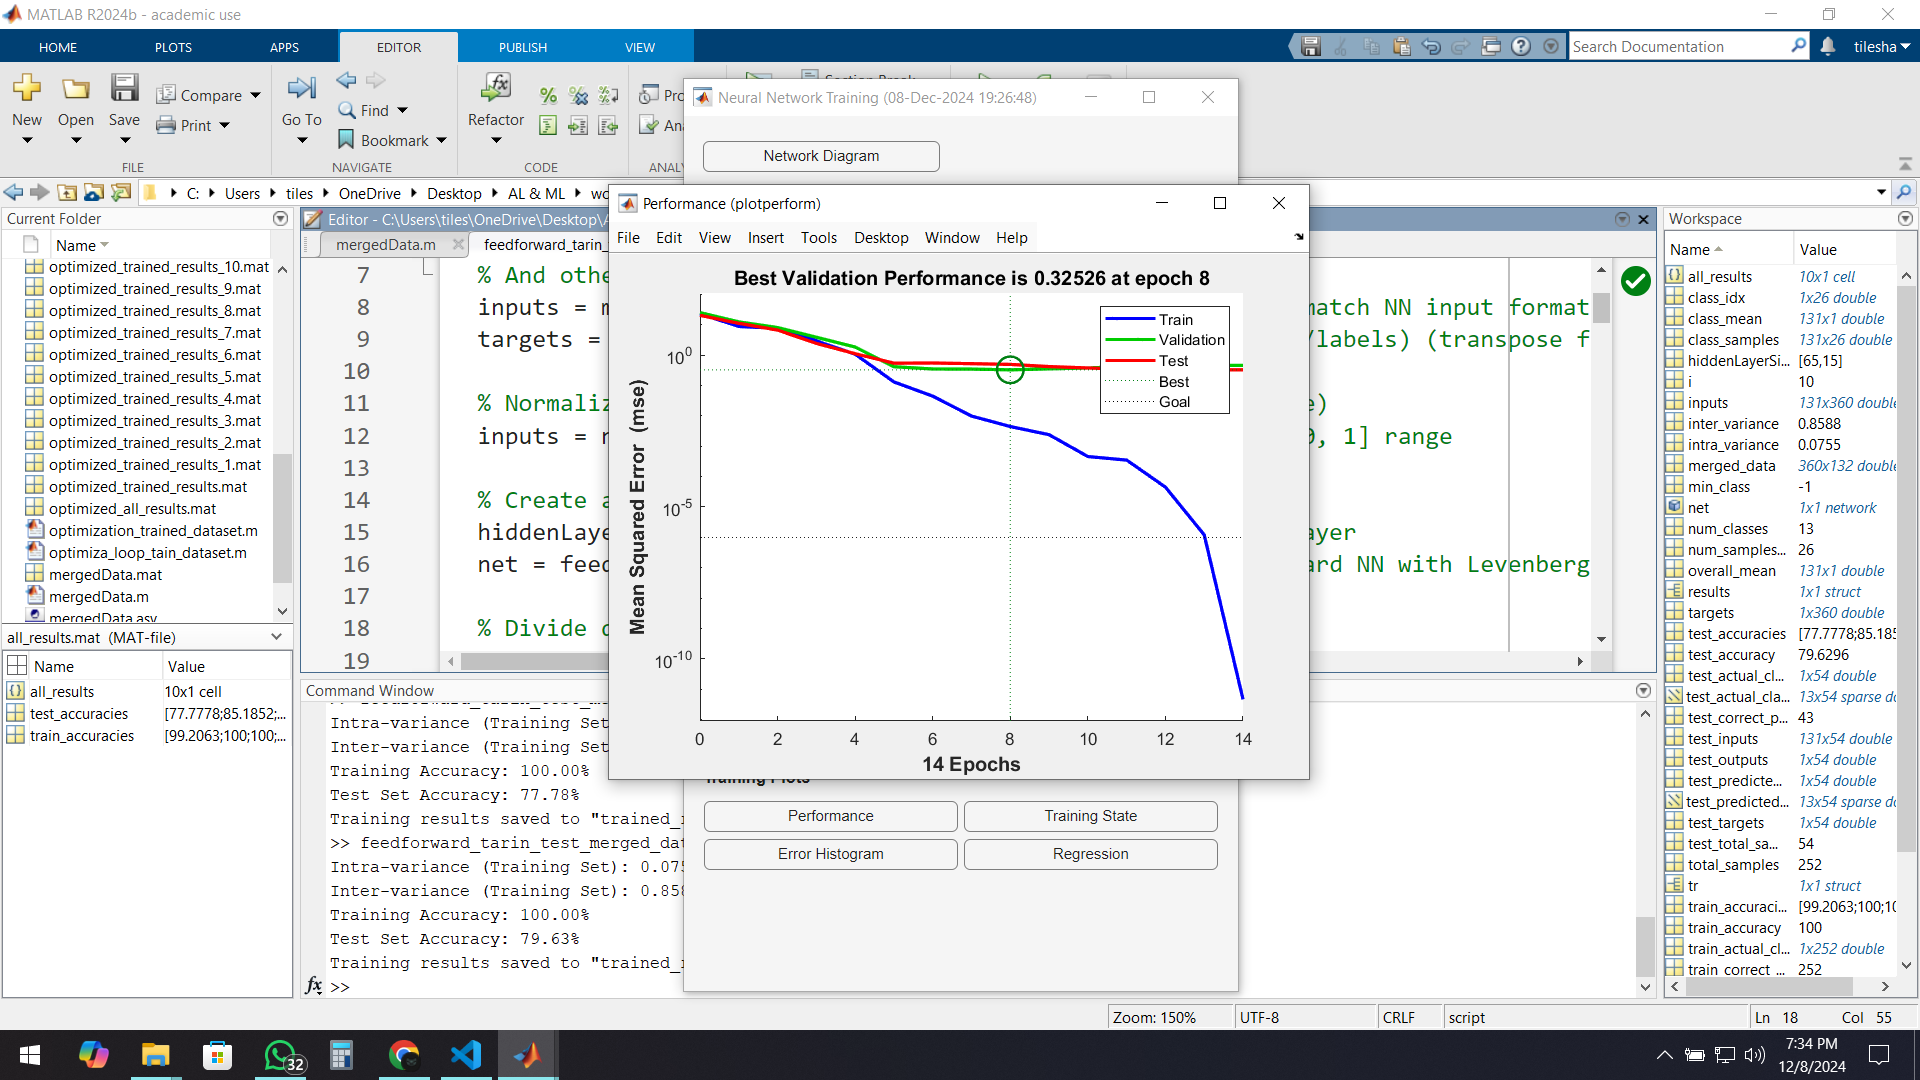 MATLAB R2024b - academic use
HOME
PLOTS
APPS
EDITOR
PUBLISH
VIEW
Search Documentation
tilesha
New
Open
Save
Compare
Print
FILE
Go To
Find
Bookmark
NAVIGATE
Refactor
CODE
C: Users tiles OneDrive Desktop AL & ML
Current Folder
Name
optimized_trained_results_10.mat
optimized_trained_results_9.mat
optimized_trained_results_8.mat
optimized_trained_results_7.mat
optimized_trained_results_6.mat
optimized_trained_results_5.mat
optimized_trained_results_4.mat
optimized_trained_results_3.mat
optimized_trained_results_2.mat
optimized_trained_results_1.mat
optimized_trained_results.mat
optimized_all_results.mat
optimization_trained_dataset.m
optimiza_loop_tain_dataset.m
mergedData.mat
mergedData.m
mergedData.asv
all_results.mat (MAT-file)
Name Value
all_results 10x1 cell
test_accuracies [77.7778;85.1852;...
train_accuracies [99.2063;100;100;...
Editor - C:\Users\tiles\OneDrive\Desktop\A
mergedData.m
feedforward_tarin_
7 % And othe
8 inputs = m
match NN input format
9 targets =
/labels) (transpose f
10
11 % Normaliz
e)
12 inputs = n
0, 1] range
13
14 % Create a
15 hiddenLaye
ayer
16 net = feed
ard NN with Levenberg
17
18 % Divide d
19
Neural Network Training (08-Dec-2024 19:26:48)
Network Diagram
Performance (plotperform)
File Edit View Insert Tools Desktop Window Help
Best Validation Performance is 0.32526 at epoch 8
Mean Squared Error (mse)
10^0
10^-5
10^-10
Train
Validation
Test
Best
Goal
0 2 4 6 8 10 12 14
14 Epochs
Training Plots
Performance
Training State
Error Histogram
Regression
Command Window
Intra-variance (Training Set
Inter-variance (Training Set
Training Accuracy: 100.00%
Test Set Accuracy: 77.78%
Training results saved to "trained_r
>> feedforward_tarin_test_merged_dat
Intra-variance (Training Set): 0.075
Inter-variance (Training Set): 0.858
Training Accuracy: 100.00%
Test Set Accuracy: 79.63%
Training results saved to "trained_r
fx >>
Workspace
Name Value
all_results 10x1 cell
class_idx 1x26 double
class_mean 131x1 double
class_samples 131x26 double
hiddenLayerSi... [65,15]
i 10
inputs 131x360 double
inter_variance 0.8588
intra_variance 0.0755
merged_data 360x132 double
min_class -1
net 1x1 network
num_classes 13
num_samples... 26
overall_mean 131x1 double
results 1x1 struct
targets 1x360 double
test_accuracies [77.7778;85.185
test_accuracy 79.6296
test_actual_cl... 1x54 double
test_actual_cla... 13x54 sparse do
test_correct_p... 43
test_inputs 131x54 double
test_outputs 1x54 double
test_predicte... 1x54 double
test_predicted... 13x54 sparse do
test_targets 1x54 double
test_total_sa... 54
total_samples 252
tr 1x1 struct
train_accuraci... [99.2063;100;10
train_accuracy 100
train_actual_cl... 1x252 double
train_correct_... 252
Zoom: 150%
UTF-8
CRLF
script
Ln 18 Col 55
32
7:34 PM
12/8/2024